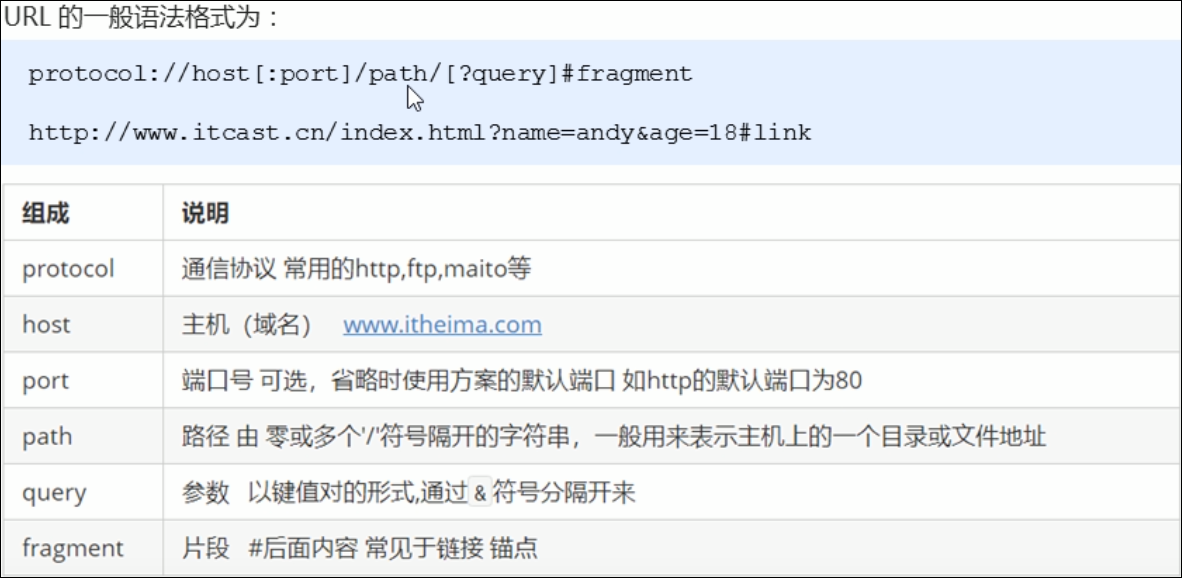 URL 的一般语法格式为：
protocol://host[:port]/path/[?query]#fragment
http://www.itcast.cn/index.html?name=andy&age=18#link
组成 说明
protocol 通信协议 常用的http,ftp,maito等
host 主机（域名） www.itheima.com
port 端口号 可选，省略时使用方案的默认端口 如http的默认端口为80
path 路径 由 零或多个'/'符号隔开的字符串，一般用来表示主机上的一个目录或文件地址
query 参数 以键值对的形式,通过&符号分隔开来
fragment 片段 #后面内容 常见于链接 锚点